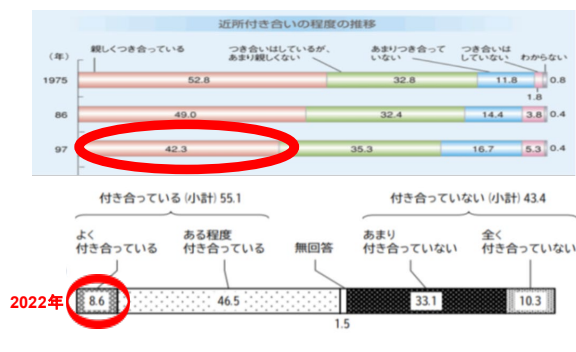 近所付き合いの程度の推移
(年)
親しくつき合っている
つき合いはしているが、
あまり親しくない
あまりつき合って
いない
つき合いは
していない
わからない
1975 52.8 32.8 11.8 0.8
1.8
86 49.0 32.4 14.4 3.8 0.4
97 42.3 35.3 16.7 5.3 0.4
付き合っている(小計) 55.1
付き合っていない(小計) 43.4
よく
付き合っている
ある程度
付き合っている
無回答
あまり
付き合っていない
全く
付き合っていない
2022年 8.6 46.5 33.1 10.3
1.5